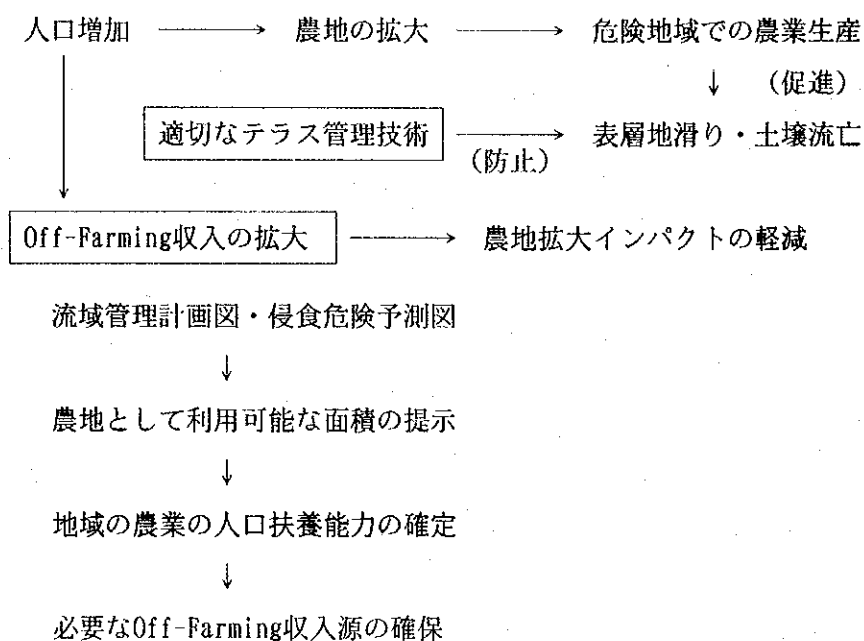 人口増加 ───→ 農地の拡大 ───→ 危険地域での農業生産
↓ (促進)
適切なテラス管理技術 ───→ 表層地滑り・土壌流亡
(防止)
Off-Farming収入の拡大 ───→ 農地拡大インパクトの軽減
流域管理計画図・侵食危険予測図
↓
農地として利用可能な面積の提示
↓
地域の農業の人口扶養能力の確定
↓
必要なOff-Farming収入源の確保